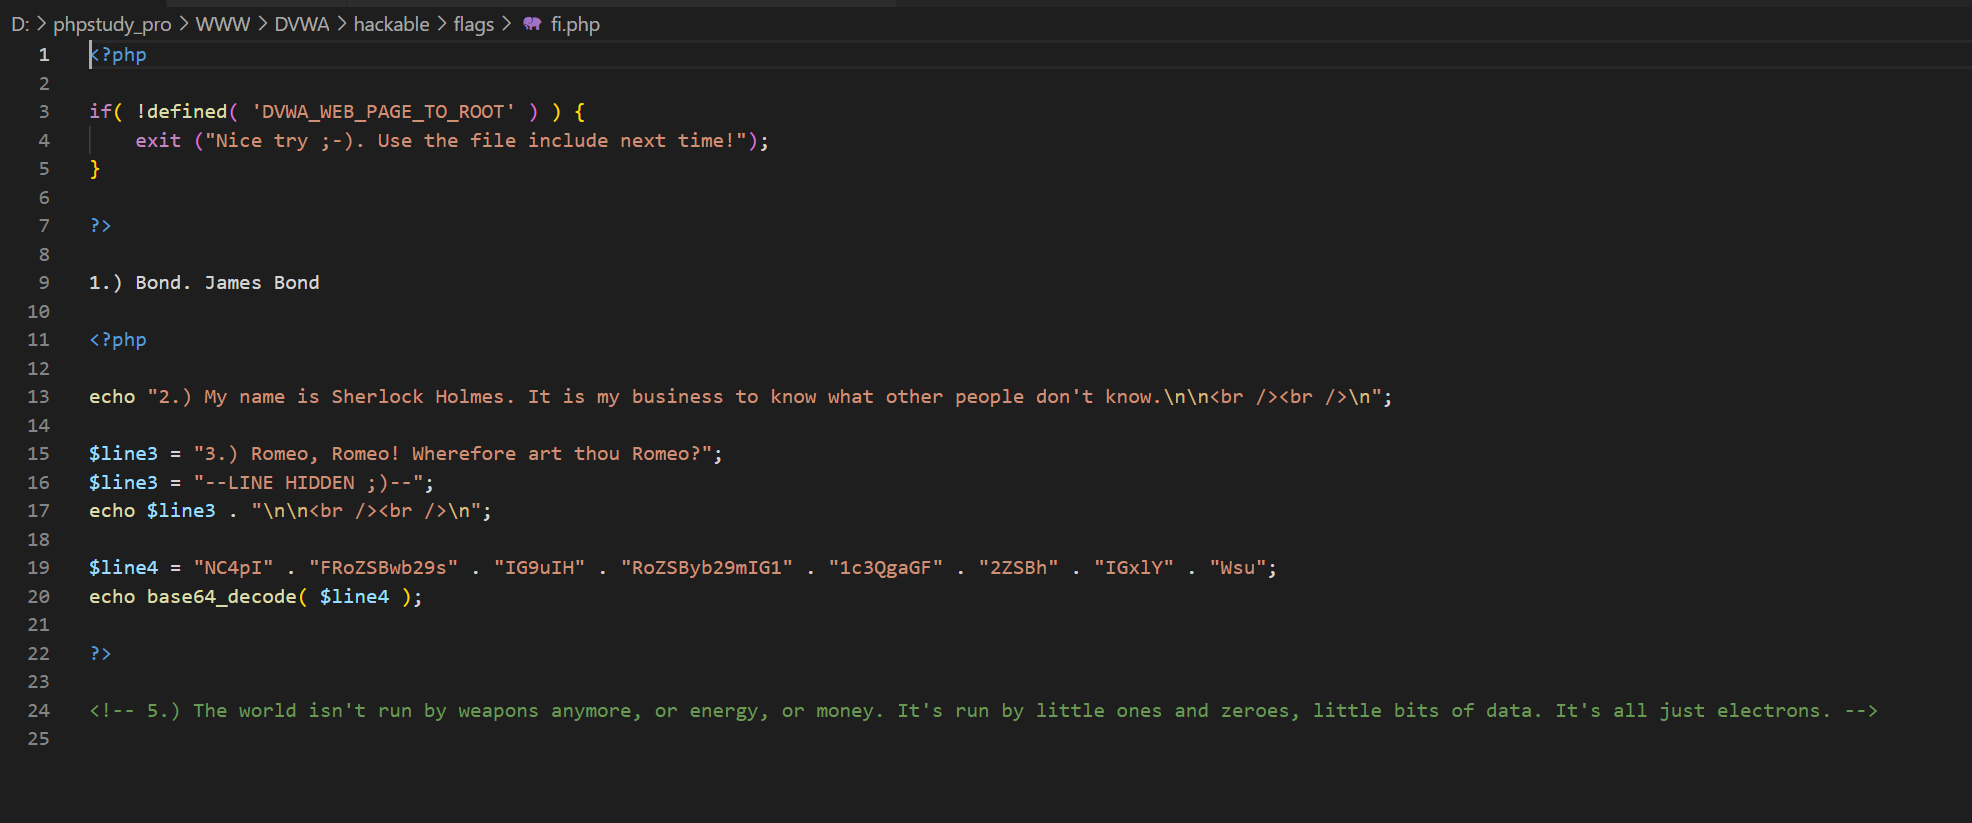 D: > phpstudy_pro > WWW > DVWA > hackable > flags > fi.php
1 <?php
2
3 if( !defined( 'DVWA_WEB_PAGE_TO_ROOT' ) ) {
4     exit ("Nice try ;-). Use the file include next time!");
5 }
6
7 ?>
8
9 1.) Bond. James Bond
10
11 <?php
12
13 echo "2.) My name is Sherlock Holmes. It is my business to know what other people don't know.\n\n<br /><br />\n";
14
15 $line3 = "3.) Romeo, Romeo! Wherefore art thou Romeo?";
16 $line3 = "--LINE HIDDEN ;)--";
17 echo $line3 . "\n\n<br /><br />\n";
18
19 $line4 = "NC4pI" . "FRoZSBwb29s" . "IG9uIH" . "RoZSByb29mIG1" . "1c3QgaGF" . "2ZSBh" . "IGxlY" . "Wsu";
20 echo base64_decode( $line4 );
21
22 ?>
23
24 <!-- 5.) The world isn't run by weapons anymore, or energy, or money. It's run by little ones and zeroes, little bits of data. It's all just electrons. -->
25